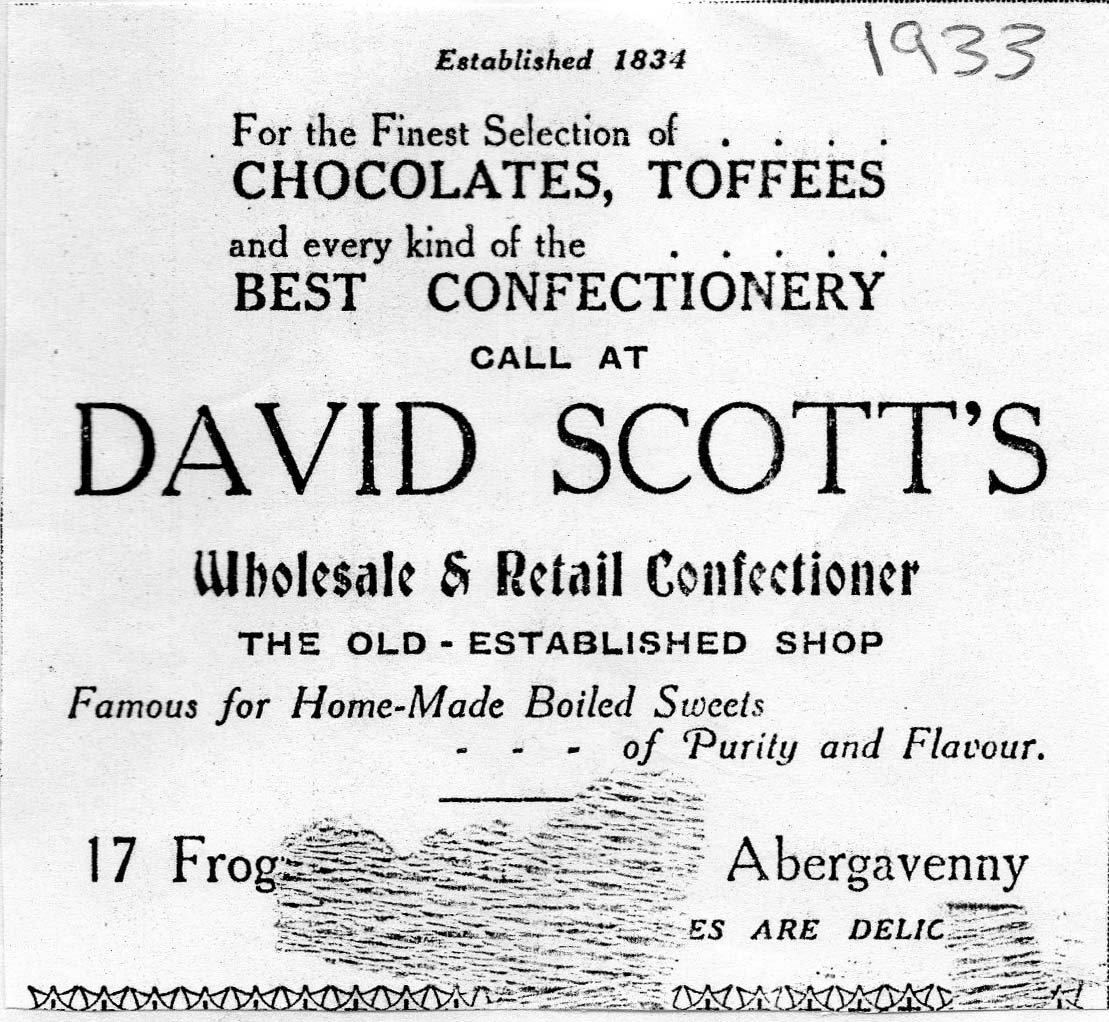 1933
Established 1834
For the Finest Selection of . . . .
CHOCOLATES, TOFFEES
and every kind of the . . . . .
BEST CONFECTIONERY
CALL AT
DAVID SCOTT'S
Wholesale & Retail Confectioner
THE OLD-ESTABLISHED SHOP
Famous for Home-Made Boiled Sweets
- - - of Purity and Flavour.
17 Frog Abergavenny
ES ARE DELIC